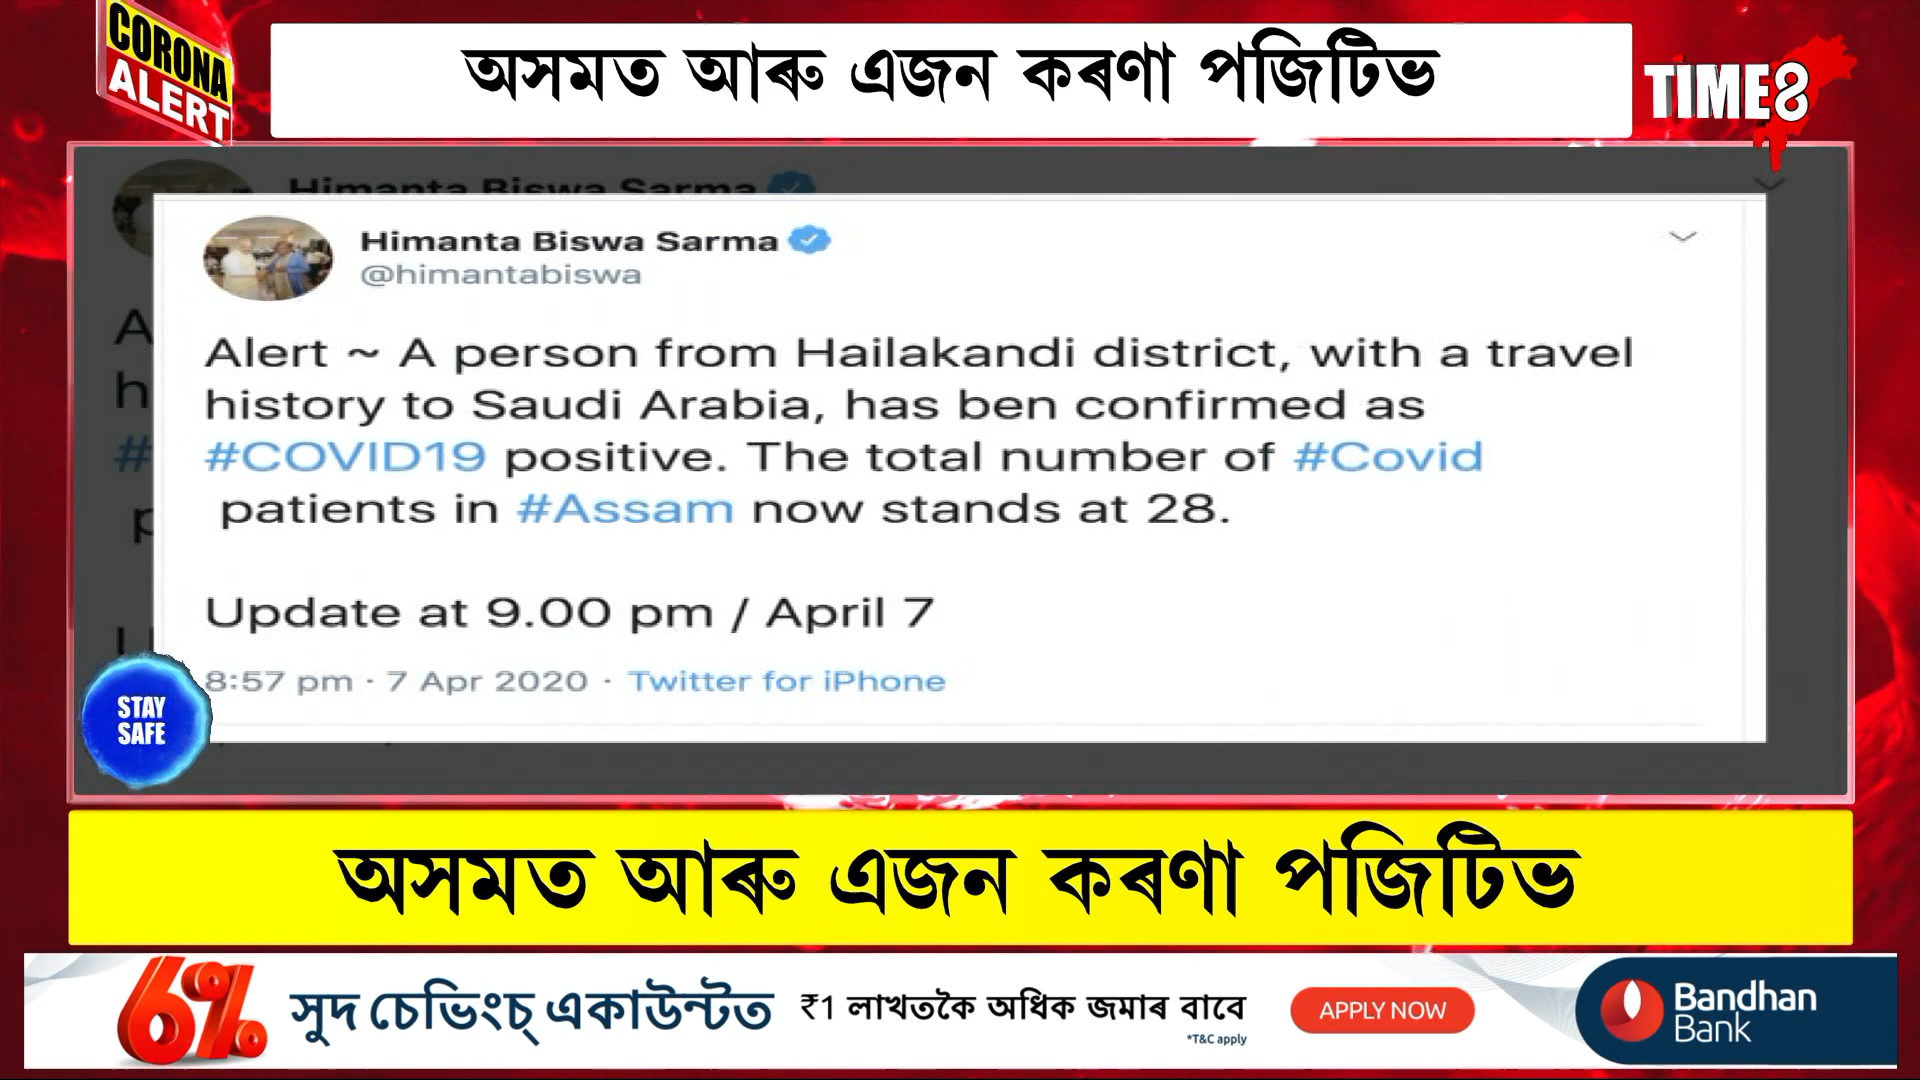 CORONA
ALERT
অসমত আৰু এজন কৰণা পজিটিভ
TIME8
Himanta Biswa Sarma
Himanta Biswa Sarma
@himantabiswa
Alert ~ A person from Hailakandi district, with a travel
history to Saudi Arabia, has ben confirmed as
#COVID19 positive. The total number of #Covid
patients in #Assam now stands at 28.
Update at 9.00 pm / April 7
8:57 pm · 7 Apr 2020 · Twitter for iPhone
STAY
SAFE
অসমত আৰু এজন কৰণা পজিটিভ
6% সুদ চেভিংচ্ একাউন্টত ₹1 লাখতকৈ অধিক জমাৰ বাবে
*T&C apply
APPLY NOW
Bandhan
Bank